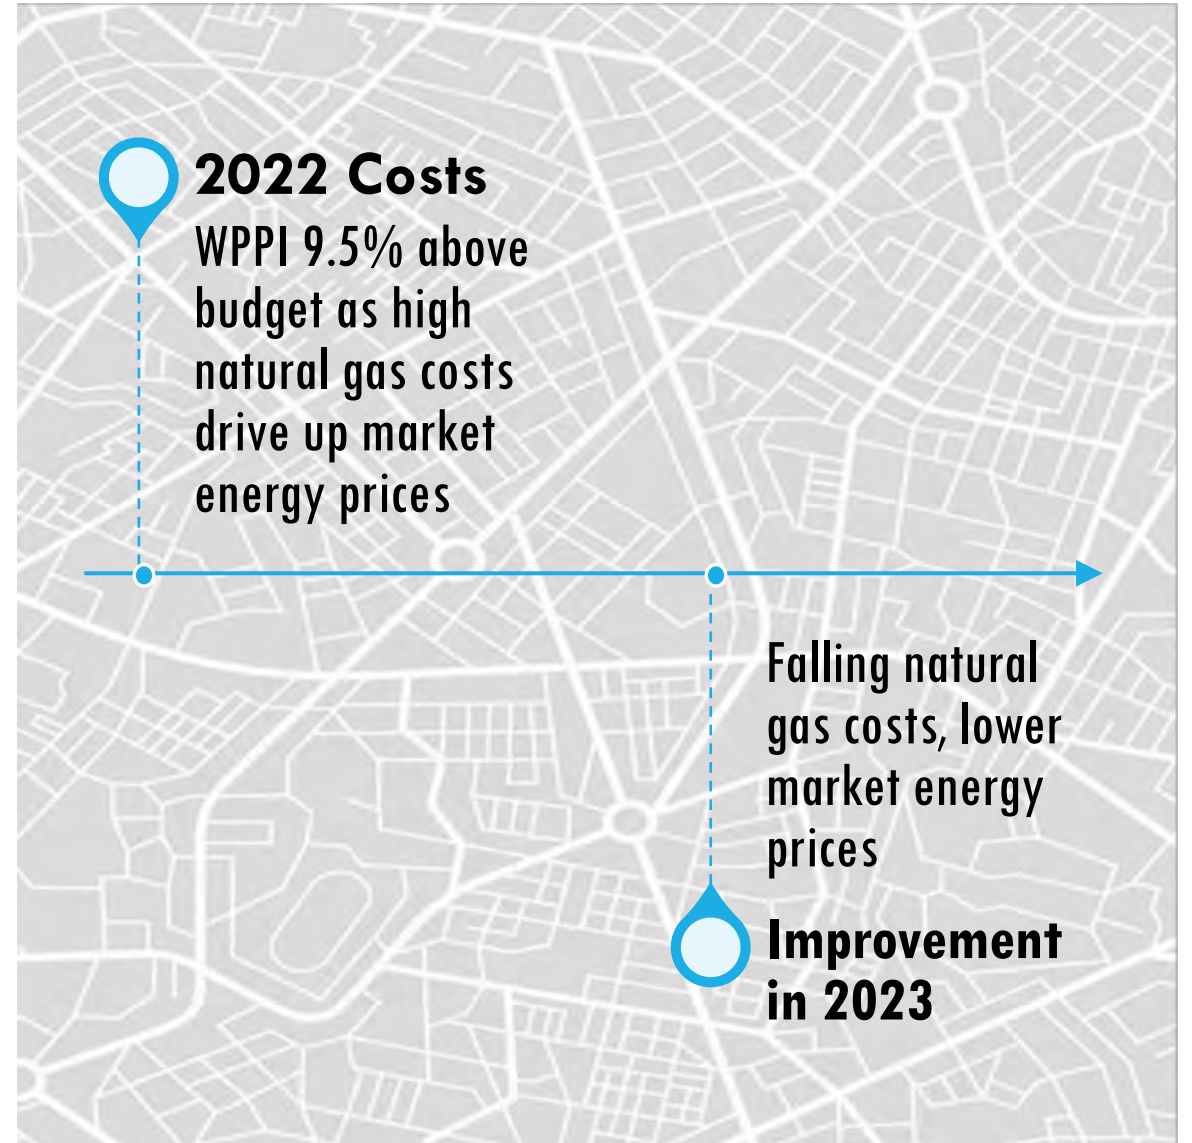 2022 Costs
WPPI 9.5% above
budget as high
natural gas costs
drive up market
energy prices
Falling natural
gas costs, lower
market energy
prices
Improvement
in 2023